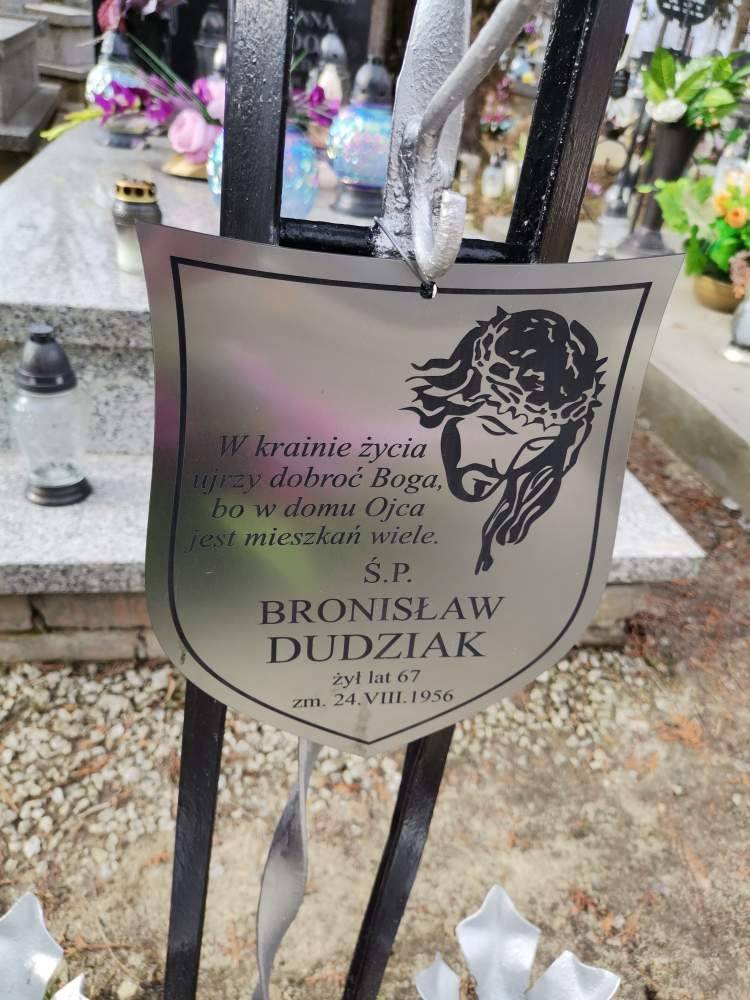 W krainie życia
ujrzy dobroć Boga,
bo w domu Ojca
jest mieszkań wiele.
Ś.P.
BRONISŁAW
DUDZIAK
żył lat 67
zm. 24.VIII.1956